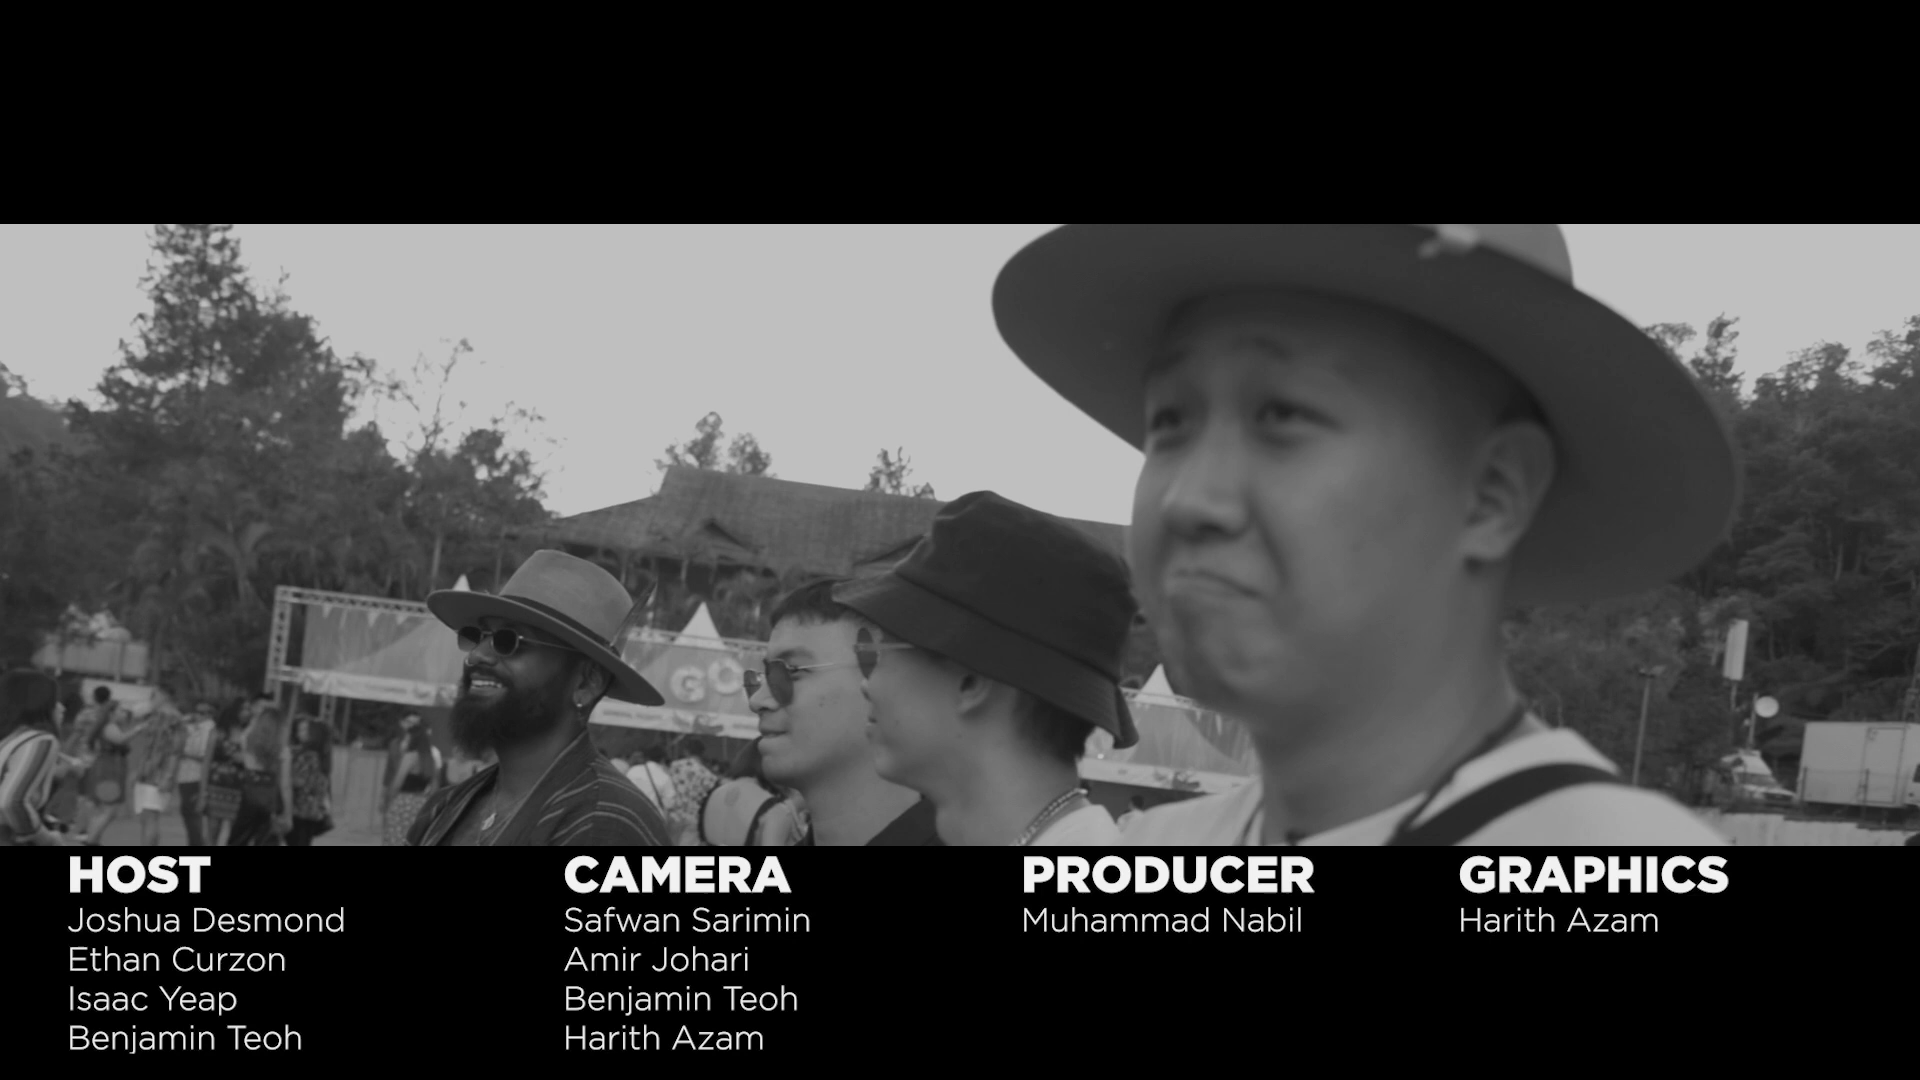 GO
HOST
Joshua Desmond
Ethan Curzon
Isaac Yeap
Benjamin Teoh
CAMERA
Safwan Sarimin
Amir Johari
Benjamin Teoh
Harith Azam
PRODUCER
Muhammad Nabil
GRAPHICS
Harith Azam